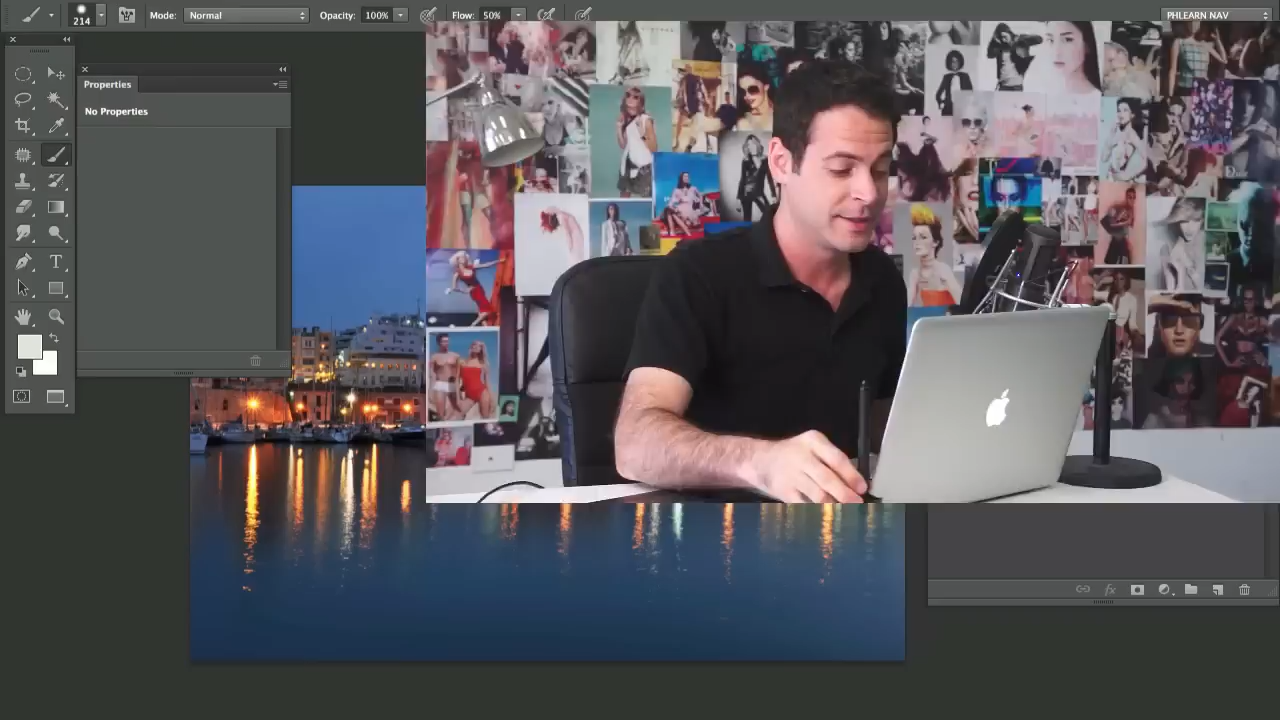 214 Mode: Normal Opacity: 100% Flow: 50% PHLEARN NAV
Properties
No Properties